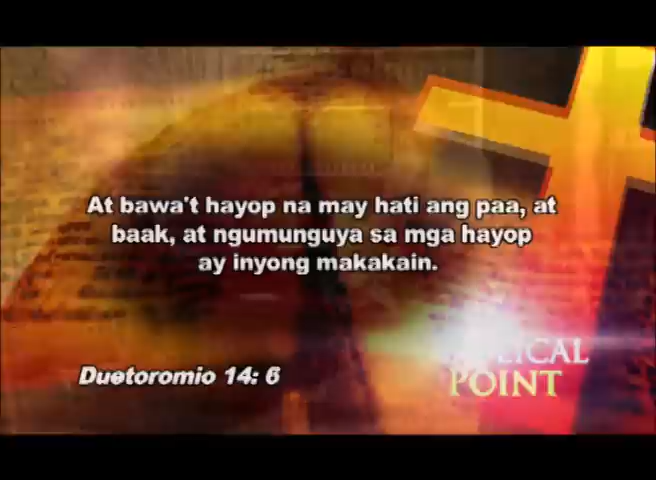 At bawa't hayop na may hati ang paa, at
baak, at ngumunguya sa mga hayop
ay inyong makakain.
Duetoromio 14: 6
POINT